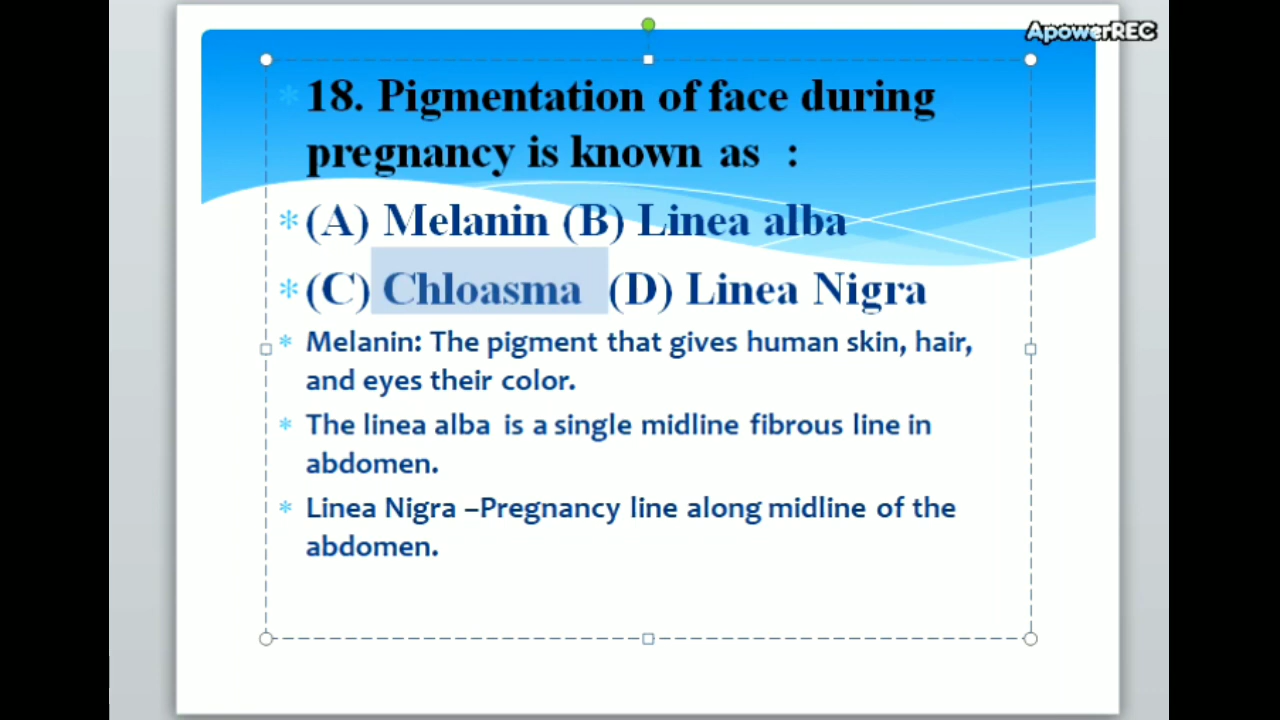 ApowerREC
* 18. Pigmentation of face during
pregnancy is known as :
* (A) Melanin (B) Linea alba
* (C) Chloasma (D) Linea Nigra
* Melanin: The pigment that gives human skin, hair,
and eyes their color.
* The linea alba is a single midline fibrous line in
abdomen.
* Linea Nigra –Pregnancy line along midline of the
abdomen.